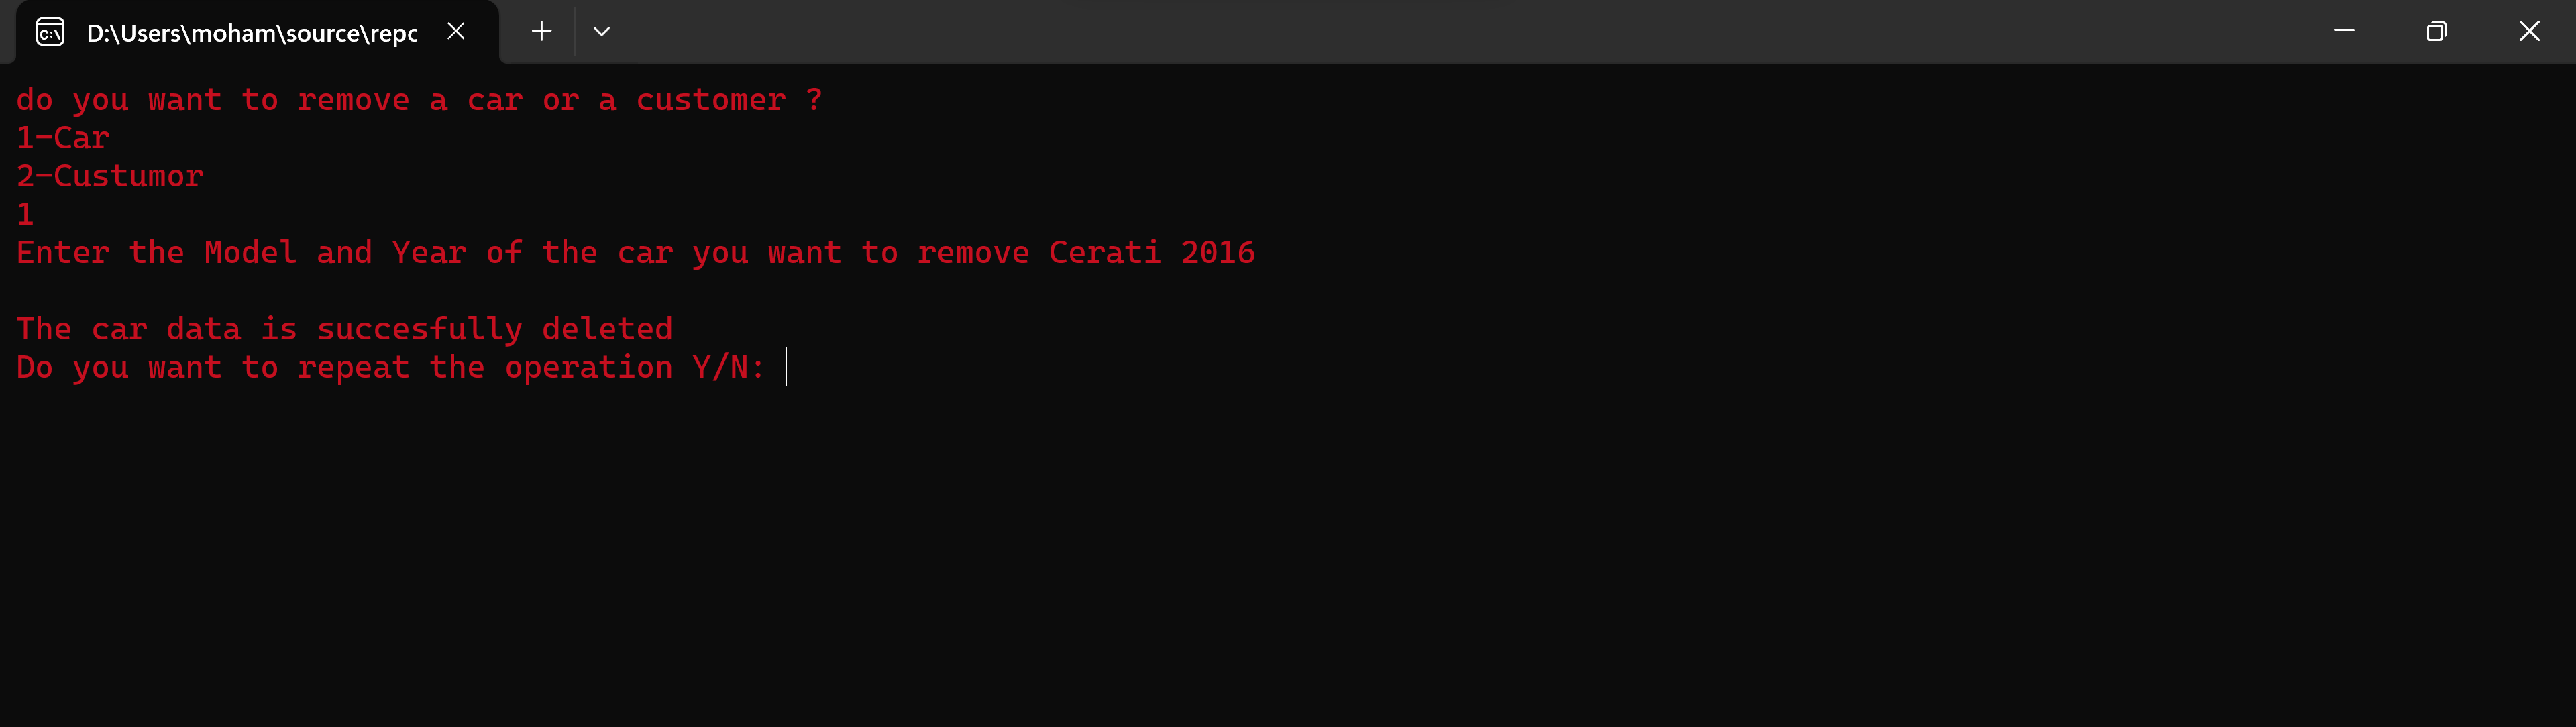 D:\Users\moham\source\repo
do you want to remove a car or a customer ?
1-Car
2-Custumor
1
Enter the Model and Year of the car you want to remove Cerati 2016
The car data is succesfully deleted
Do you want to repeat the operation Y/N: